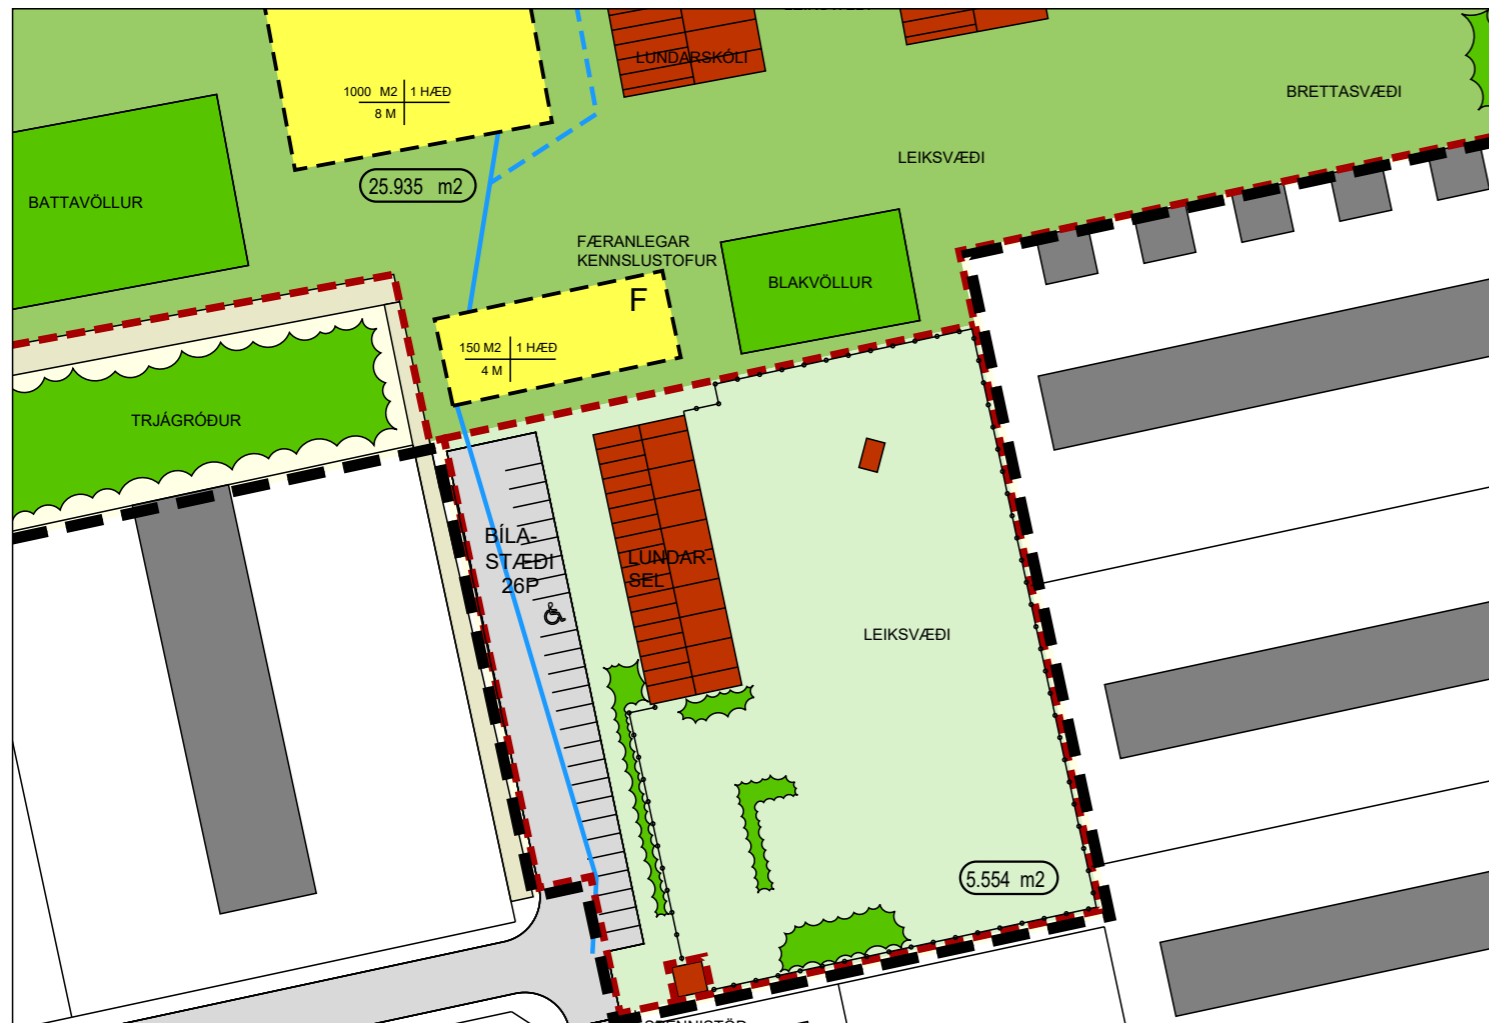 LUNDARSKÓLI
1000 M2 1 HÆÐ
8 M
BRETTASVÆÐI
LEIKSVÆÐI
25.935 m2
BATTAVÖLLUR
FÆRANLEGAR
KENNSLUSTOFUR
BLAKVÖLLUR
F
150 M2 1 HÆÐ
4 M
TRJÁGRÓÐUR
BÍLA-
STÆÐI
26P
LUNDAR-
SEL
LEIKSVÆÐI
5.554 m2